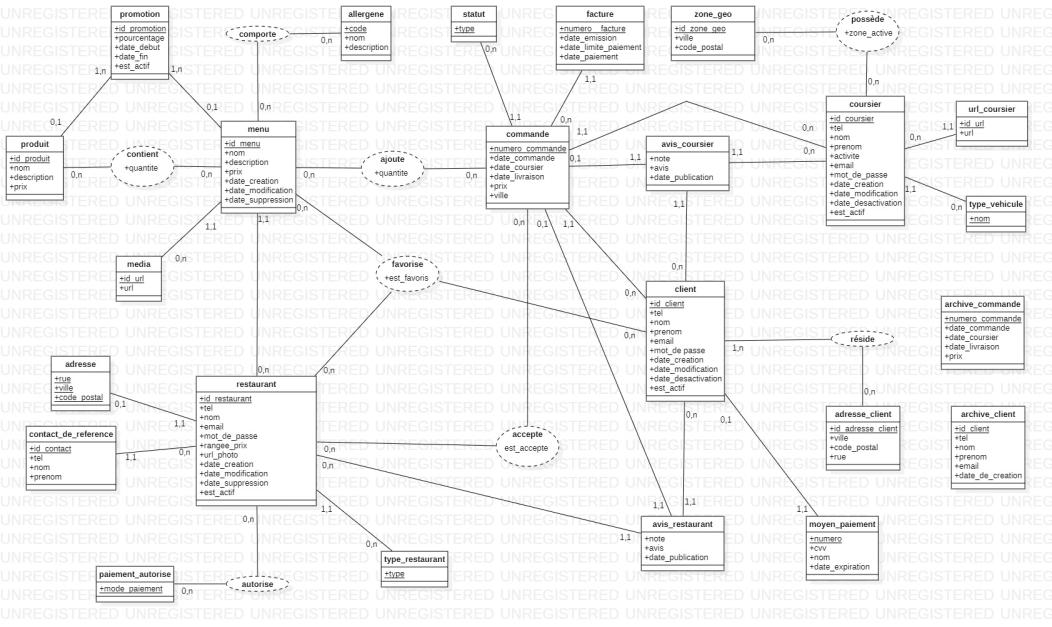 promotion
+id_promotion
+pourcentage
+date_debut
+date_fin
+est_actif
comporte
allergene
+code
+nom
+description
statut
+type
facture
+numero_facture
+date_emission
+date_limite_paiement
+date_paiement
zone_geo
+id_zone_geo
+ville
+code_postal
possède
+zone_active
0,n
0,n
0,n
0,n
1,n
1,n
1,1
0,n
0,1
0,1
0,n
1,1
0,n
1,1
produit
+id_produit
+nom
+description
+prix
contient
+quantite
menu
+id_menu
+nom
+description
+prix
+date_creation
+date_modification
+date_suppression
ajoute
+quantite
commande
+numero_commande
+date_commande
+date_coursier
+date_livraison
+prix
+ville
avis_coursier
+note
+avis
+date_publication
coursier
+id_coursier
+tel
+nom
+prenom
+activite
+email
+mot_de_passe
+date_creation
+date_modification
+date_desactivation
+est_actif
url_coursier
+id_url
+url
type_vehicule
+nom
0,n
0,n
0,n
0,n
0,1
1,1
1,1
0,n
0,n
1,1
1,1
0,n
0,n
1,1
1,1
0,n
0,n
0,1
1,1
1,1
0,n
media
+id_url
+url
favorise
+est_favoris
client
+id_client
+tel
+nom
+prenom
+email
+mot_de passe
+date_creation
+date_modification
+date_desactivation
+est_actif
0,n
0,n
0,n
1,n
réside
0,n
archive_commande
+numero_commande
+date_commande
+date_coursier
+date_livraison
+prix
adresse
+rue
+ville
+code_postal
restaurant
+id_restaurant
+tel
+nom
+email
+mot_de_passe
+rangee_prix
+url_photo
+date_creation
+date_modification
+date_suppression
+est_actif
0,n
0,n
0,1
1,1
contact_de_reference
+id_contact
+tel
+nom
+prenom
1,1
0,n
0,n
0,n
accepte
est_accepte
0,n
0,1
adresse_client
+id_adresse_client
+ville
+code_postal
+rue
archive_client
+id_client
+tel
+nom
+prenom
+email
+date_de_creation
0,n
1,1
0,n
1,1
1,1
1,1
1,1
avis_restaurant
+note
+avis
+date_publication
moyen_paiement
+numero
+cvv
+nom
+date_expiration
type_restaurant
+type
paiement_autorise
+mode_paiement
0,n
autorise
UNREGISTERED